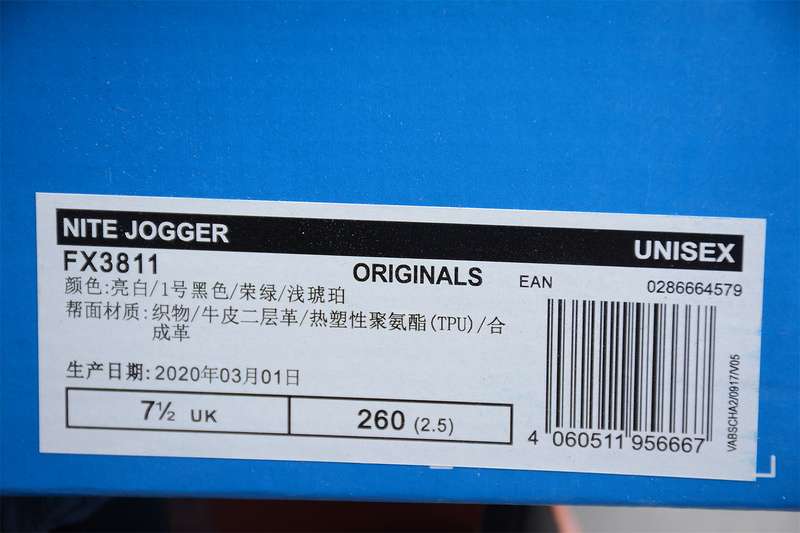 NITE JOGGER
UNISEX
FX3811
ORIGINALS
EAN
0286664579
颜色:亮白/1号黑色/荣绿/浅琥珀
帮面材质: 织物/牛皮二层革/热塑性聚氨酯(TPU)/合
成革
生产日期: 2020年03月01日
7½ UK
260 (2.5)
4 060511 956667
VABSCHA2/0917/V05